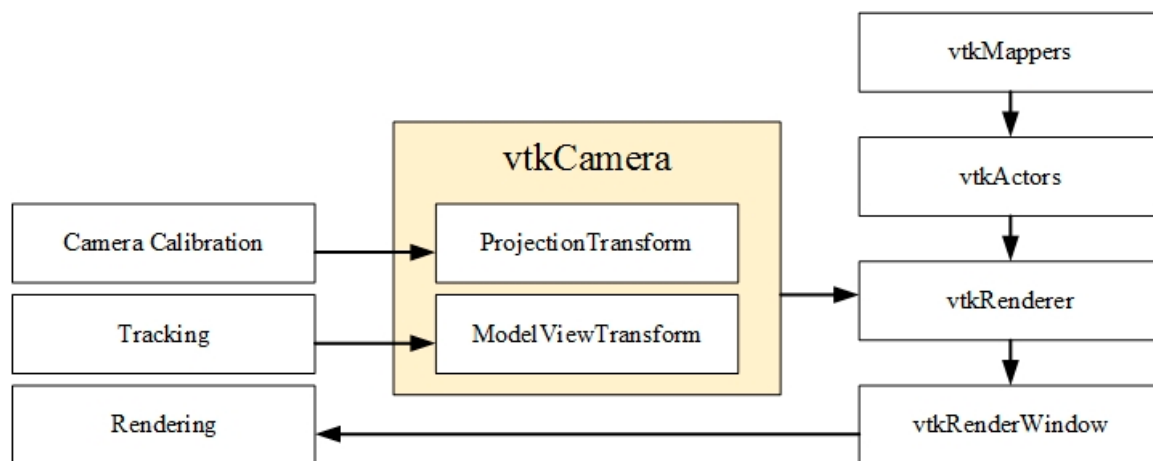 vtkMappers
vtkCamera
vtkActors
Camera Calibration
ProjectionTransform
vtkRenderer
Tracking
ModelViewTransform
Rendering
vtkRenderWindow